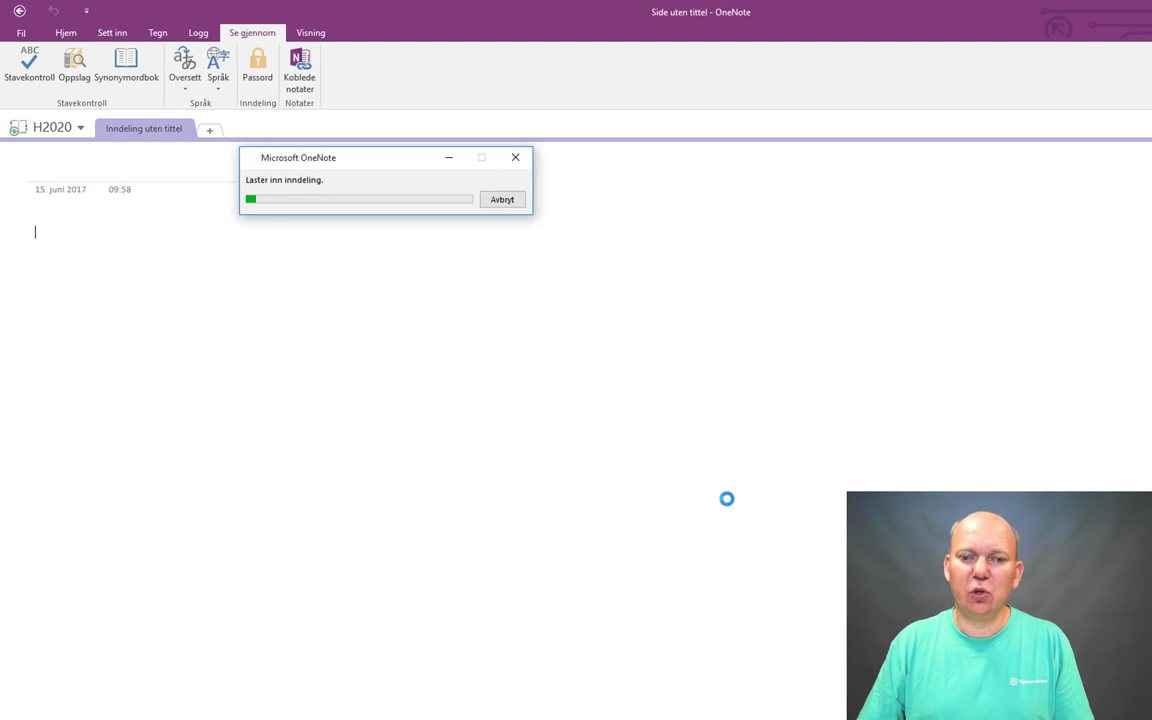 Side uten tittel - OneNote
Fil Hjem Sett inn Tegn Logg Se gjennom Visning
ABC
Stavekontroll Oppslag Synonymordbok Oversett Språk Passord Koblede notater
Stavekontroll Språk Inndeling Notater
H2020 Inndeling uten tittel +
Microsoft OneNote
Laster inn inndeling.
Avbryt
15. juni 2017 09:58